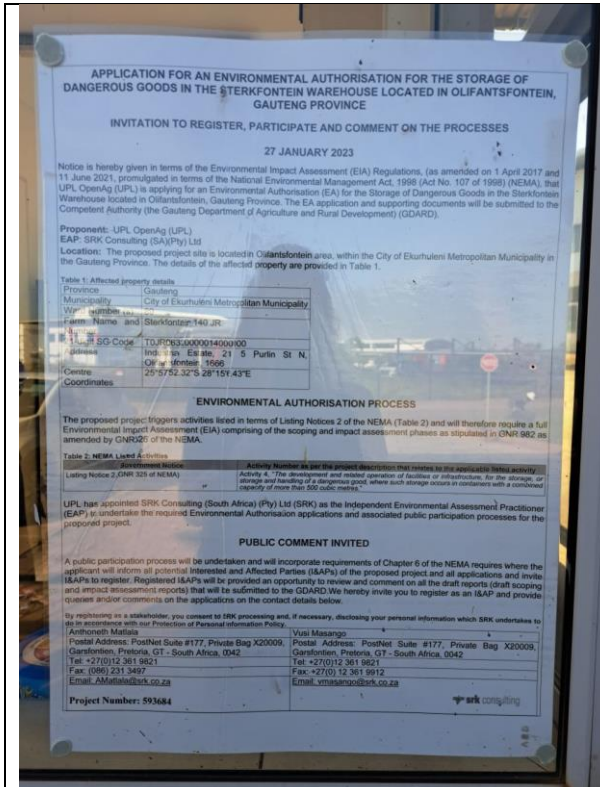 APPLICATION FOR AN ENVIRONMENTAL AUTHORISATION FOR THE STORAGE OF
DANGEROUS GOODS IN THE STERKFONTEIN WAREHOUSE LOCATED IN OLIFANTSFONTEIN,
GAUTENG PROVINCE
INVITATION TO REGISTER, PARTICIPATE AND COMMENT ON THE PROCESSES
27 JANUARY 2023
Notice is hereby given in terms of the Environmental Impact Assessment (EIA) Regulations, (as amended on 1 April 2017 and
11 June 2021, promulgated in terms of the National Environmental Management Act, 1998 (Act No. 107 of 1998) (NEMA), that
UPL OpenAg (UPL) is applying for an Environmental Authorisation (EA) for the Storage of Dangerous Goods in the Sterkfontein
Warehouse located in Olifantsfontein, Gauteng Province. The EA application and supporting documents will be submitted to the
Competent Authority (the Gauteng Department of Agriculture and Rural Development) (GDARD).
Proponent: UPL OpenAg (UPL)
EAP: SRK Consulting (SA)(Pty) Ltd
Location: The proposed project site is located in Olifantsfontein area, within the City of Ekurhuleni Metropolitan Municipality in
the Gauteng Province. The details of the affected property are provided in Table 1.
Table 1: Affected property details
Province Gauteng
Municipality City of Ekurhuleni Metropolitan Municipality
Ward Number
Farm Name and Sterkfontein 140 JR
SG Code
Address Estate, 21 5 Purlin St N,
Olifantsfontein, 1666
Centre
Coordinates
ENVIRONMENTAL AUTHORISATION PROCESS
The proposed project triggers activities listed in terms of Listing Notices 2 of the NEMA (Table 2) and will therefore require a full
Environmental Impact Assessment (EIA) comprising of the scoping and impact assessment phases as stipulated in GNR 982 as
amended by GNR326 of the NEMA.
Table 2: NEMA Listed Activities
Government Notice Activity Number as per the project description that relates to the applicable listed activity
Listing Notice 2 (GNR 325 of NEMA) Activity 4, "The development and related operation of facilities or infrastructure, for the storage, or
storage and handling of a dangerous good, where such storage occurs in containers with a combined
capacity of more than 500 cubic metres."
UPL has appointed SRK Consulting (South Africa) (Pty) Ltd (SRK) as the Independent Environmental Assessment Practitioner
(EAP) to undertake the required Environmental Authorisation applications and associated public participation processes for the
proposed project.
PUBLIC COMMENT INVITED
A public participation process will be undertaken and will incorporate requirements of Chapter 6 of the NEMA requires where the
applicant will inform all potential Interested and Affected Parties (I&APs) of the proposed project and all applications and invite
I&APs to register. Registered I&APs will be provided an opportunity to review and comment on all the draft reports (draft scoping
and impact assessment reports) that will be submitted to the GDARD. We hereby invite you to register as an I&AP and provide
queries and/or comments on the applications on the contact details below.
By registering as a stakeholder, you consent to SRK processing and, if necessary, disclosing your personal information which SRK undertakes to
do in accordance with our Protection of Personal Information Policy.
Anthoneth Matlala
Postal Address: PostNet Suite #177, Private Bag X20009,
Garsfontien, Pretoria, GT - South Africa, 0042
Tel: +27(0)12 361 9821
Fax: (086) 231 3497
Email: AMatlala@srk.co.za
Vusi Masango
Postal Address: PostNet Suite #177, Private Bag X20009,
Garsfontien, Pretoria, GT - South Africa, 0042
Tel: +27(0)12 361 9821
Fax: +27(0)12 361 9912
Email: vmasango@srk.co.za
Project Number: 593684
srk consulting